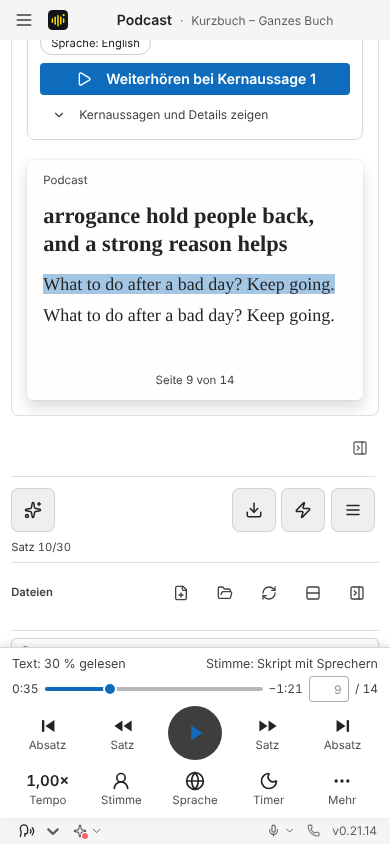 Podcast · Kurzbuch – Ganzes Buch
Sprache: English
Weiterhören bei Kernaussage 1
Kernaussagen und Details zeigen
Podcast
arrogance hold people back,
and a strong reason helps
What to do after a bad day? Keep going.
What to do after a bad day? Keep going.
Seite 9 von 14
Satz 10/30
Dateien
Text: 30 % gelesen Stimme: Skript mit Sprechern
0:35 −1:21 9 / 14
Absatz Satz Satz Absatz
1,00×
Tempo Stimme Sprache Timer Mehr
v0.21.14